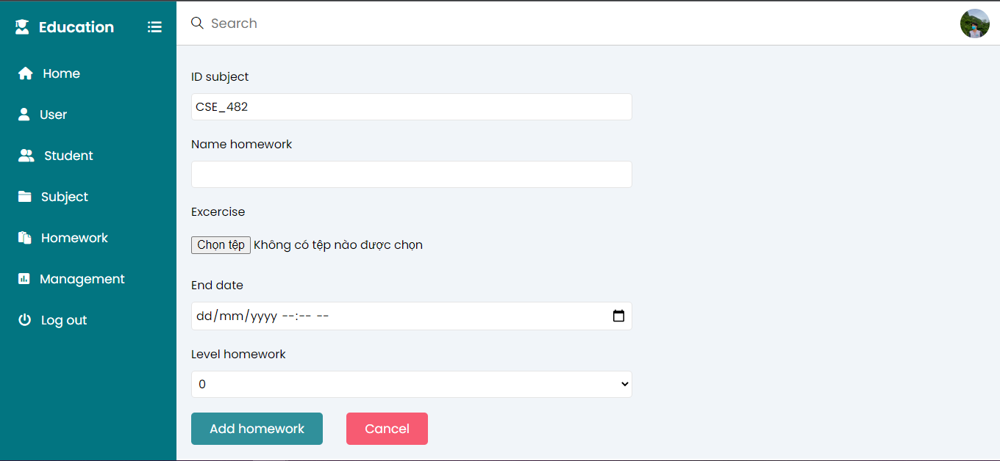 Education
Home
User
Student
Subject
Homework
Management
Log out
Search
ID subject
CSE_482
Name homework
Excercise
Chọn tệp Không có tệp nào được chọn
End date
dd/mm/yyyy --:-- --
Level homework
0
Add homework
Cancel